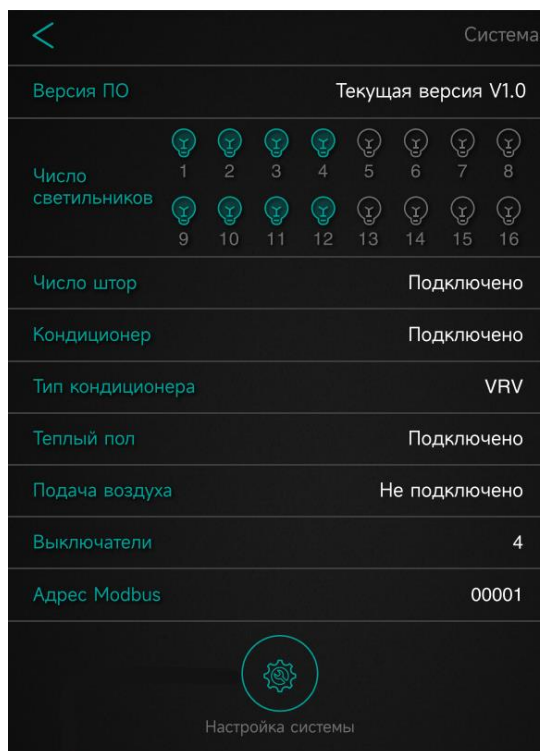 Система
Версия ПО Текущая версия V1.0
1 2 3 4 5 6 7 8
Число
светильников
9 10 11 12 13 14 15 16
Число штор Подключено
Кондиционер Подключено
Тип кондиционера VRV
Теплый пол Подключено
Подача воздуха Не подключено
Выключатели 4
Адрес Modbus 00001
Настройка системы